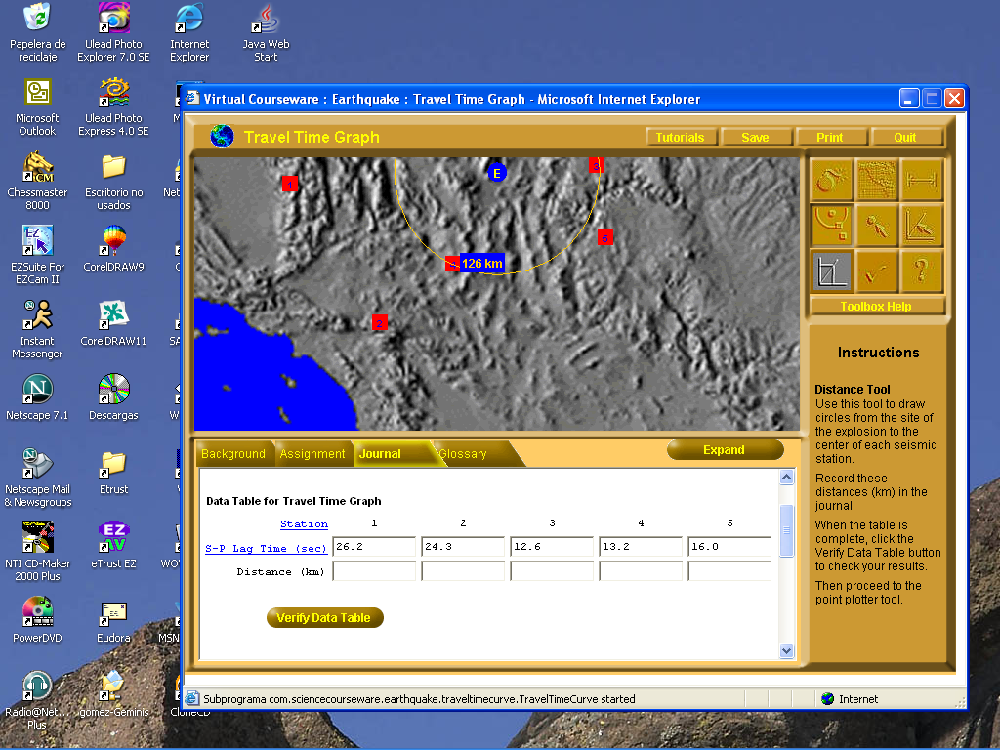 Papelera de
reciclaje
Ulead Photo
Explorer 7.0 SE
Internet
Explorer
Java Web
Start
Microsoft
Outlook
Ulead Photo
Express 4.0 SE
Chessmaster
8000
Escritorio no
usados
EZSuite For
EZCam II
CorelDRAW9
Instant
Messenger
CorelDRAW11
Netscape 7.1
Descargas
Netscape Mail
& Newsgroups
Etrust
NTI CD-Maker
2000 Plus
eTrust EZ
PowerDVD
Eudora
MSN
Radio@Net...
Plus
gomez-Geminis
CloneCD
Virtual Courseware : Earthquake : Travel Time Graph - Microsoft Internet Explorer
Travel Time Graph
Tutorials
Save
Print
Quit
E
1
3
5
126 km
2
Toolbox Help
Instructions
Distance Tool
Use this tool to draw
circles from the site of
the explosion to the
center of each seismic
station.
Record these
distances (km) in the
journal.
When the table is
complete, click the
Verify Data Table button
to check your results.
Then proceed to the
point plotter tool.
Background
Assignment
Journal
Glossary
Expand
Data Table for Travel Time Graph
Station 1 2 3 4 5
S-P Lag Time (sec) 26.2 24.3 12.6 13.2 16.0
Distance (km)
Verify Data Table
Subprograma com.sciencecourseware.earthquake.traveltimecurve.TravelTimeCurve started
Internet